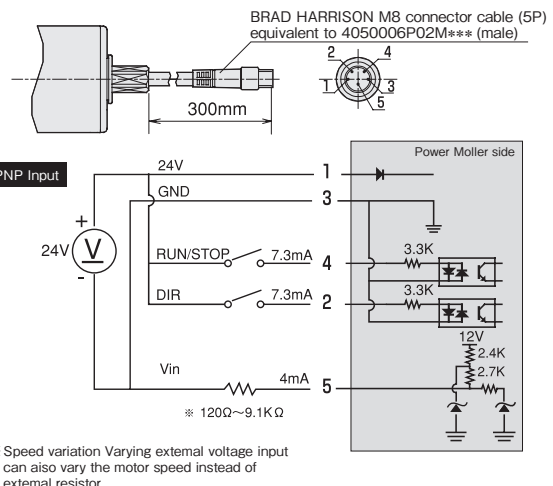 BRAD HARRISON M8 connector cable (5P)
equivalent to 4050006P02M*** (male)
2 4
1 3
5
300mm
PNP Input
Power Moller side
24V 1
GND 3
+
24V V
-
RUN/STOP 7.3mA 4 3.3K
DIR 7.3mA 2 3.3K
12V
2.4K
2.7K
Vin 4mA 5
※ 120Ω～9.1KΩ
Speed variation Varying extemal voltage input
can aiso vary the motor speed instead of
extemal resistor